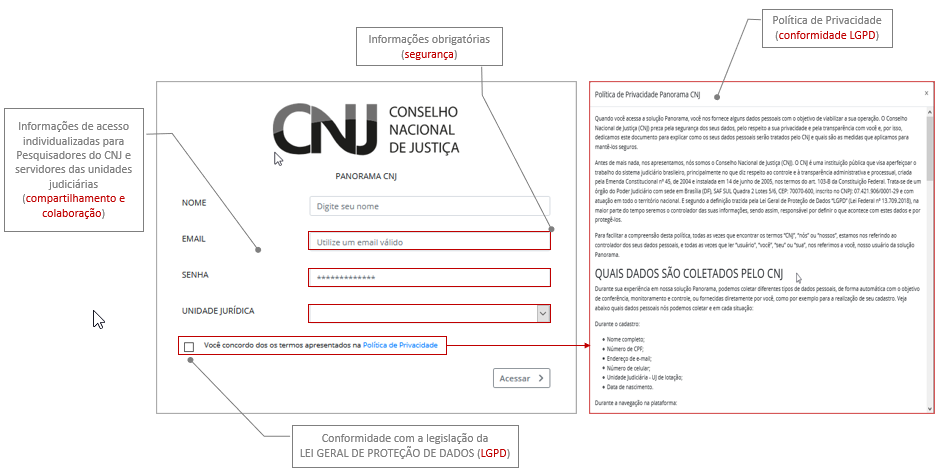 Política de Privacidade
(conformidade LGPD)
Informações obrigatórias
(segurança)
Informações de acesso
individualizadas para
Pesquisadores do CNJ e
servidores das unidades
judiciárias
(compartilhamento e
colaboração)
CNJ CONSELHO
NACIONAL
DE JUSTIÇA
PANORAMA CNJ
NOME
Digite seu nome
EMAIL
Utilize um email válido
SENHA
*************
UNIDADE JURÍDICA
Você concordo dos os termos apresentados na Política de Privacidade
Acessar >
Conformidade com a legislação da
LEI GERAL DE PROTEÇÃO DE DADOS (LGPD)
Política de Privacidade Panorama CNJ x
Quando você acessa a solução Panorama, você nos fornece alguns dados pessoais com o objetivo de viabilizar a sua operação. O Conselho
Nacional de Justiça (CNJ) preza pela segurança dos seus dados, pelo respeito a sua privacidade e pela transparência com você e, por isso,
dedicamos este documento para explicar como os seus dados pessoais serão tratados pelo CNJ e quais são as medidas que aplicamos para
mantê-los seguros.
Antes de mais nada, nos apresentamos, nós somos o Conselho Nacional de Justiça (CNJ). O CNJ é uma instituição pública que visa aperfeiçoar o
trabalho do sistema judiciário brasileiro, principalmente no que diz respeito ao controle e à transparência administrativa e processual, criada
pela Emenda Constitucional nº 45, de 2004 e instalada em 14 de junho de 2005, nos termos do art. 103-B da Constituição Federal. Trata-se de um
órgão do Poder Judiciário com sede em Brasília (DF), SAF SUL Quadra 2 Lotes 5/6, CEP: 70070-600, inscrito no CNPJ: 07.421.906/0001-29 e com
atuação em todo o território nacional. E segundo a definição trazida pela Lei Geral de Proteção de Dados "LGPD" (Lei Federal nº 13.709.2018), na
maior parte do tempo seremos o controlador das suas informações, sendo assim, responsável por definir o que acontece com estes dados e por
protegê-los.
Para facilitar a compreensão desta política, todas as vezes que encontrar os termos "CNJ", "nós" ou "nossos", estamos nos referindo ao
controlador dos seus dados pessoais, e todas as vezes que ler "usuário", "você", "seu" ou "sua", nos referimos a você, nosso usuário da solução
Panorama.
QUAIS DADOS SÃO COLETADOS PELO CNJ
Durante sua experiência em nossa solução Panorama, podemos coletar diferentes tipos de dados pessoais, de forma automática com o objetivo
de conferência, monitoramento e controle, ou fornecidas diretamente por você, como por exemplo para a realização de seu cadastro. Veja
abaixo quais dados pessoais nós podemos coletar e em cada situação:
Durante o cadastro:
• Nome completo;
• Número de CPF;
• Endereço de e-mail;
• Número de celular;
• Unidade Judiciária - UJ de lotação;
• Data de nascimento.
Durante a navegação na plataforma: